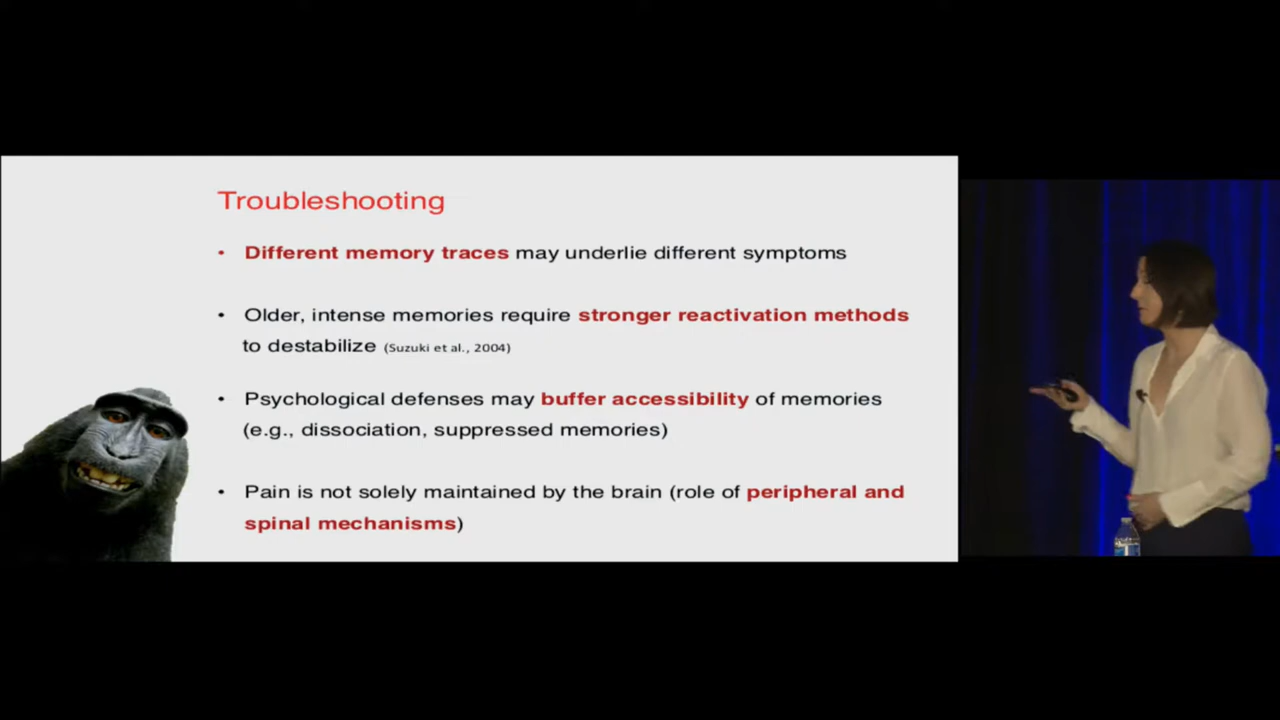 Troubleshooting
• Different memory traces may underlie different symptoms
• Older, intense memories require stronger reactivation methods
to destabilize (Suzuki et al., 2004)
• Psychological defenses may buffer accessibility of memories
(e.g., dissociation, suppressed memories)
• Pain is not solely maintained by the brain (role of peripheral and
spinal mechanisms)